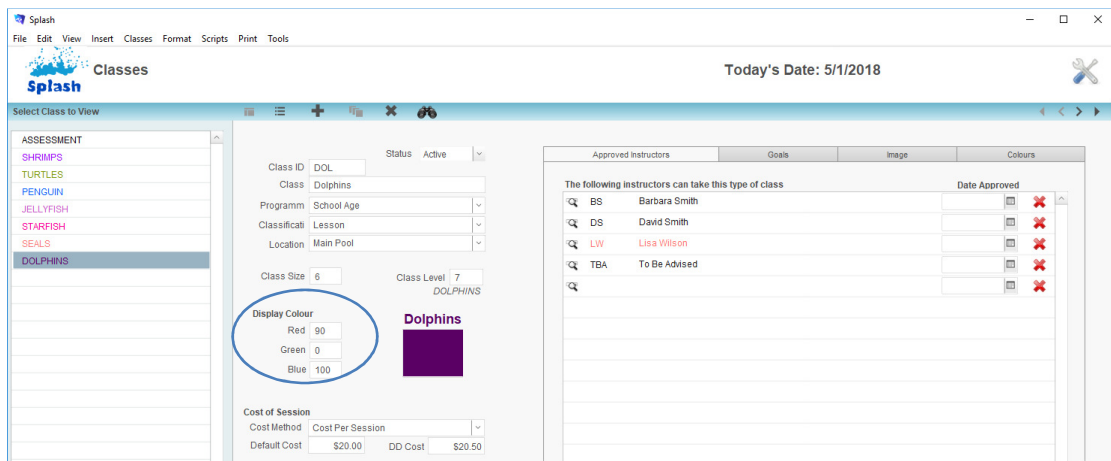 Splash
File Edit View Insert Classes Format Scripts Print Tools
Splash
Classes
Today's Date: 5/1/2018
Select Class to View
ASSESSMENT
SHRIMPS
TURTLES
PENGUIN
JELLYFISH
STARFISH
SEALS
DOLPHINS
Status Active
Class ID DOL
Class Dolphins
Programm School Age
Classificati Lesson
Location Main Pool
Class Size 6 Class Level 7
DOLPHINS
Display Colour
Red 90
Green 0
Blue 100
Dolphins
Cost of Session
Cost Method Cost Per Session
Default Cost $20.00 DD Cost $20.50
Approved Instructors Goals Image Colours
The following instructors can take this type of class Date Approved
BS Barbara Smith
DS David Smith
LW Lisa Wilson
TBA To Be Advised